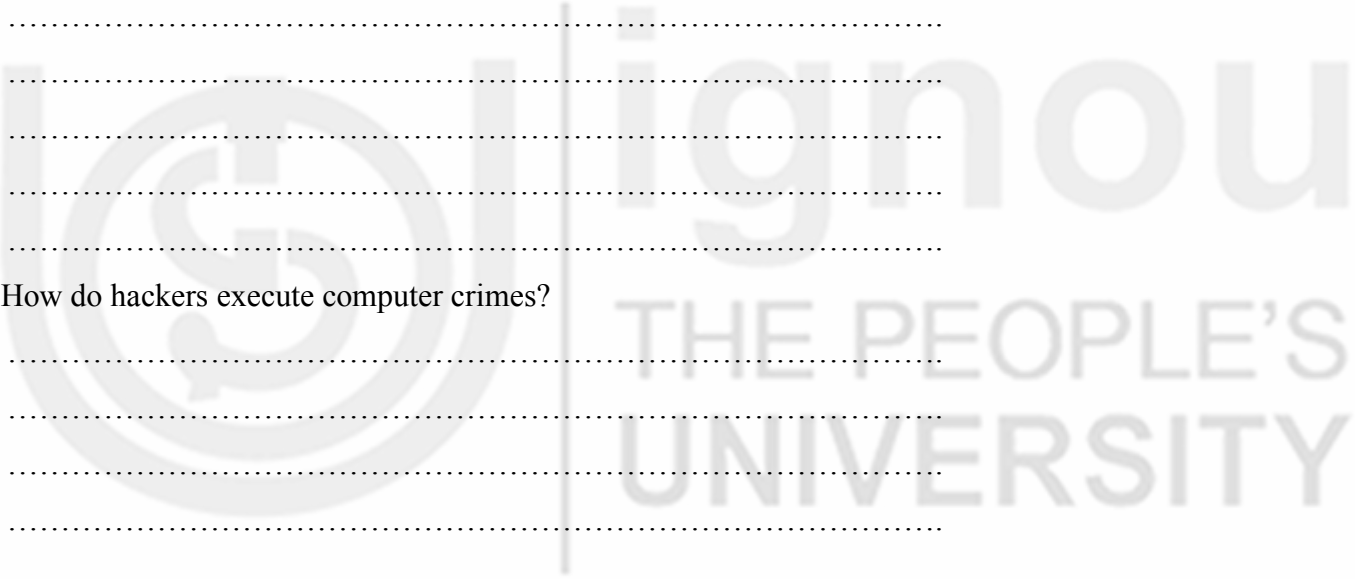 ……………………………………………………………………………………
……………………………………………………………………………………
……………………………………………………………………………………
……………………………………………………………………………………
……………………………………………………………………………………
How do hackers execute computer crimes?
……………………………………………………………………………………
……………………………………………………………………………………
……………………………………………………………………………………
……………………………………………………………………………………
ignou
THE PEOPLE'S
UNIVERSITY